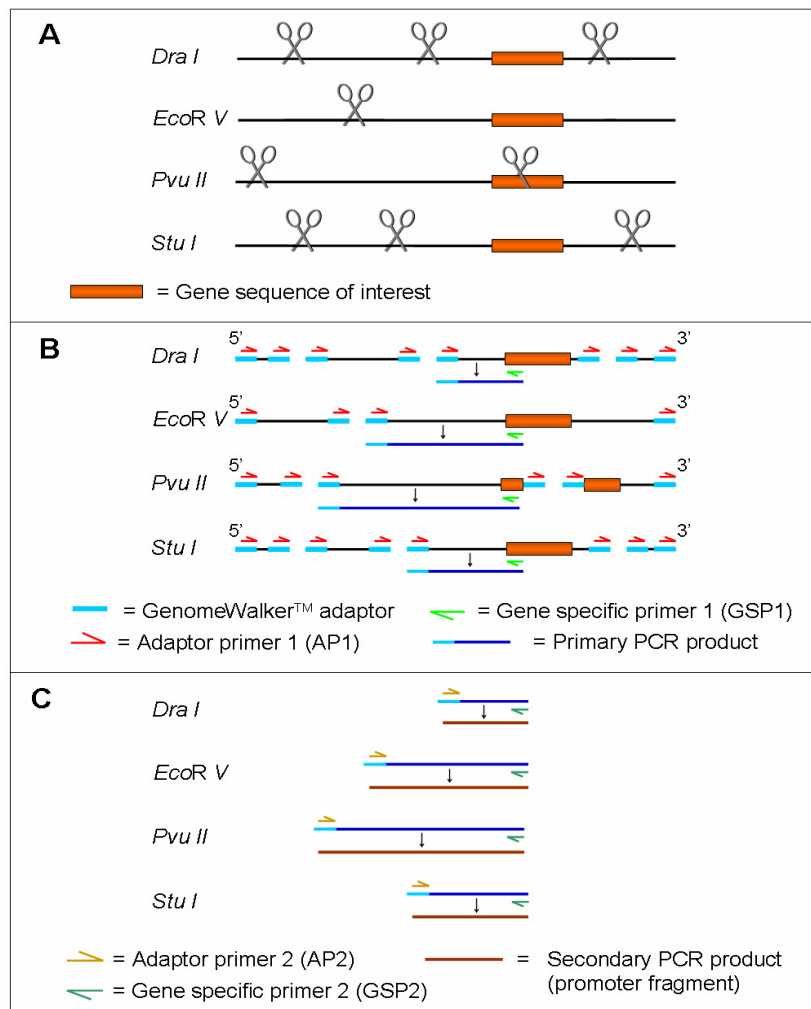 A
Dra I
EcoR V
Pvu II
Stu I
= Gene sequence of interest
B
5’ 3’
Dra I
5’ 3’
EcoR V
5’ 3’
Pvu II
5’ 3’
Stu I
= GenomeWalker™ adaptor = Gene specific primer 1 (GSP1)
= Adaptor primer 1 (AP1) = Primary PCR product
C
Dra I
EcoR V
Pvu II
Stu I
= Adaptor primer 2 (AP2) = Secondary PCR product
= Gene specific primer 2 (GSP2) (promoter fragment)